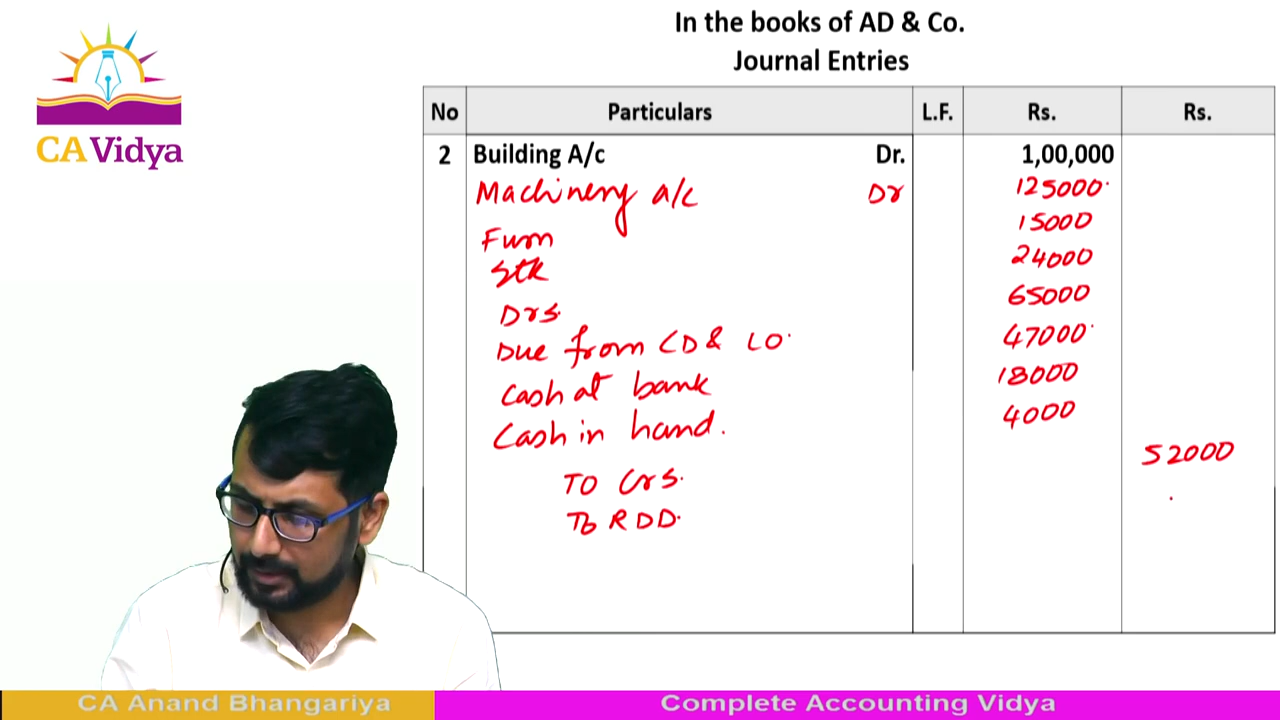 In the books of AD & Co.
Journal Entries
CA Vidya
No Particulars L.F. Rs. Rs.
2 Building A/c Dr. 1,00,000
Machinery a/c Dr 125000
Furn 15000
Stk 24000
Drs. 65000
Due from CD & CO. 47000
Cash at bank 18000
Cash in hand. 4000
TO Crs. 52000
To RDD.
CA Anand Bhangariya Complete Accounting Vidya